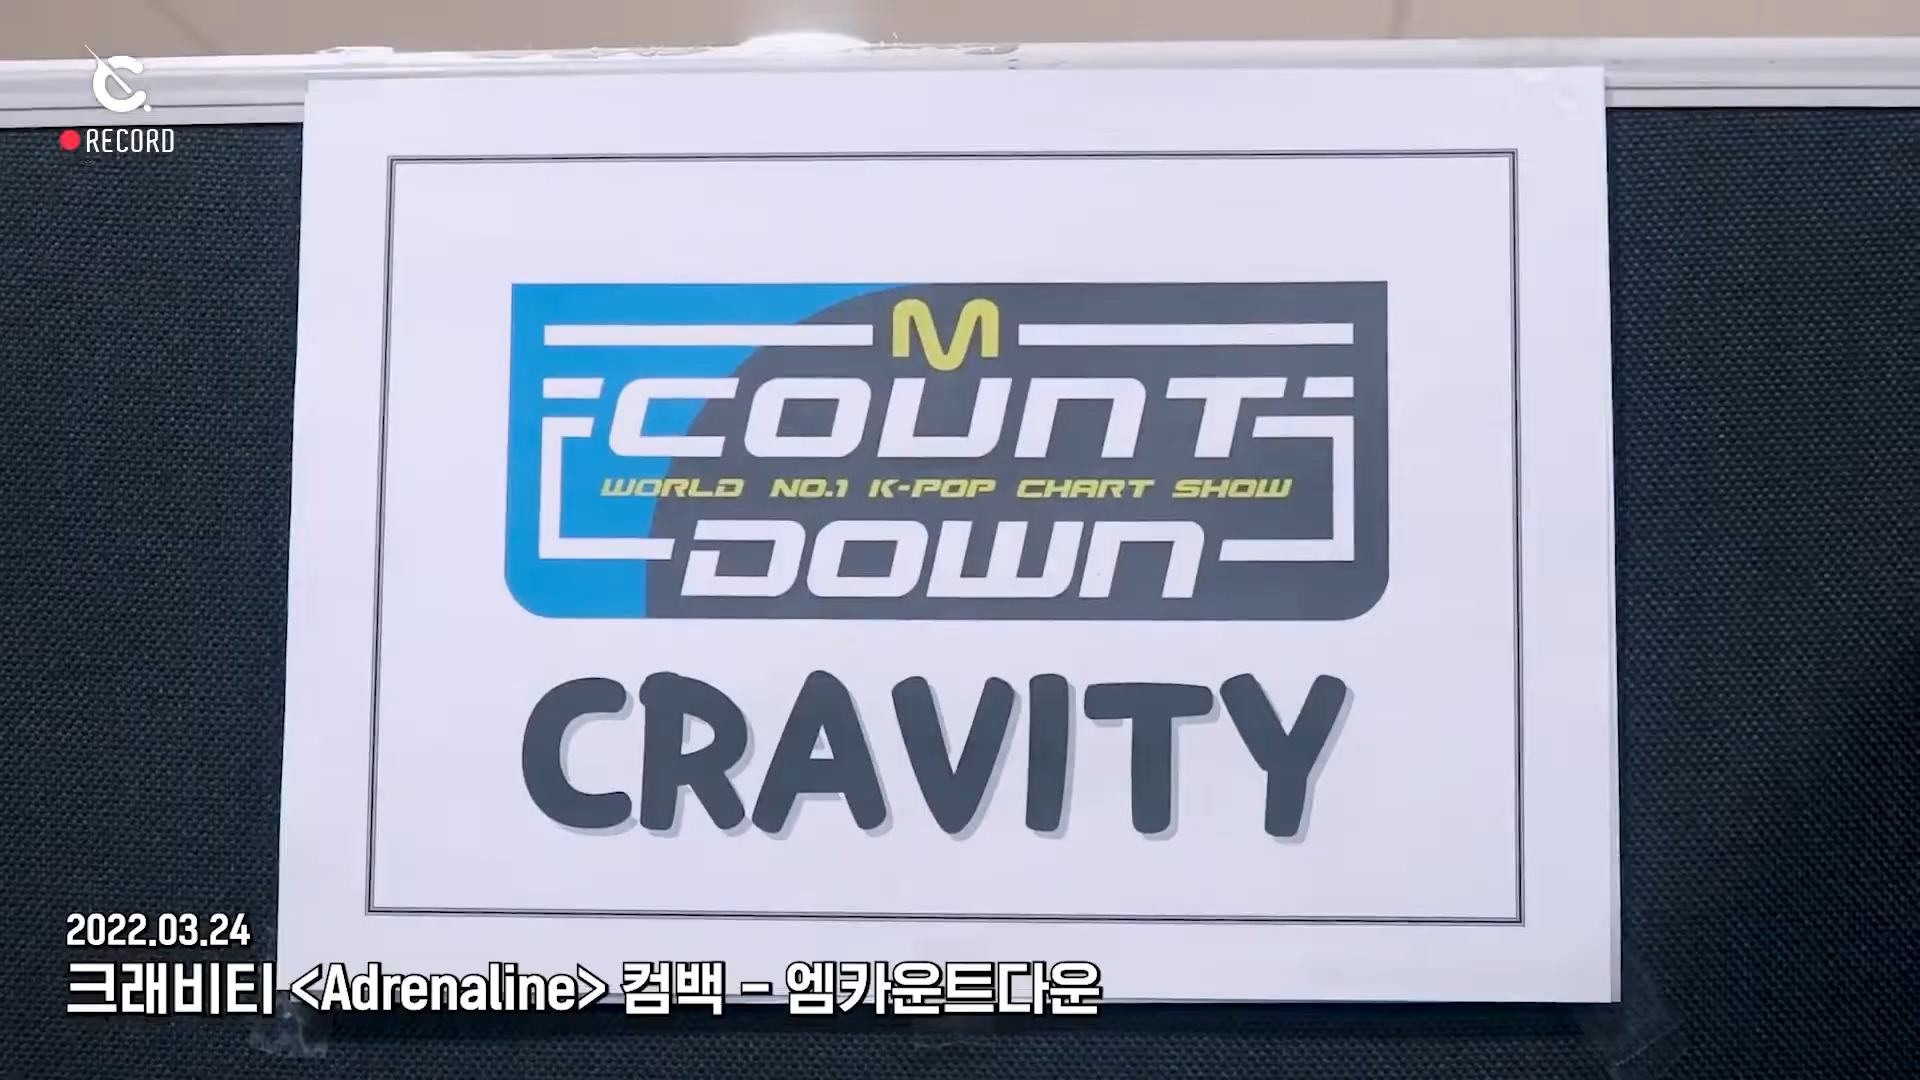 C.
RECORD
M
COUNT
WORLD NO.1 K-POP CHART SHOW
DOWN
CRAVITY
2022.03.24
크래비티 <Adrenaline> 컴백 - 엠카운트다운